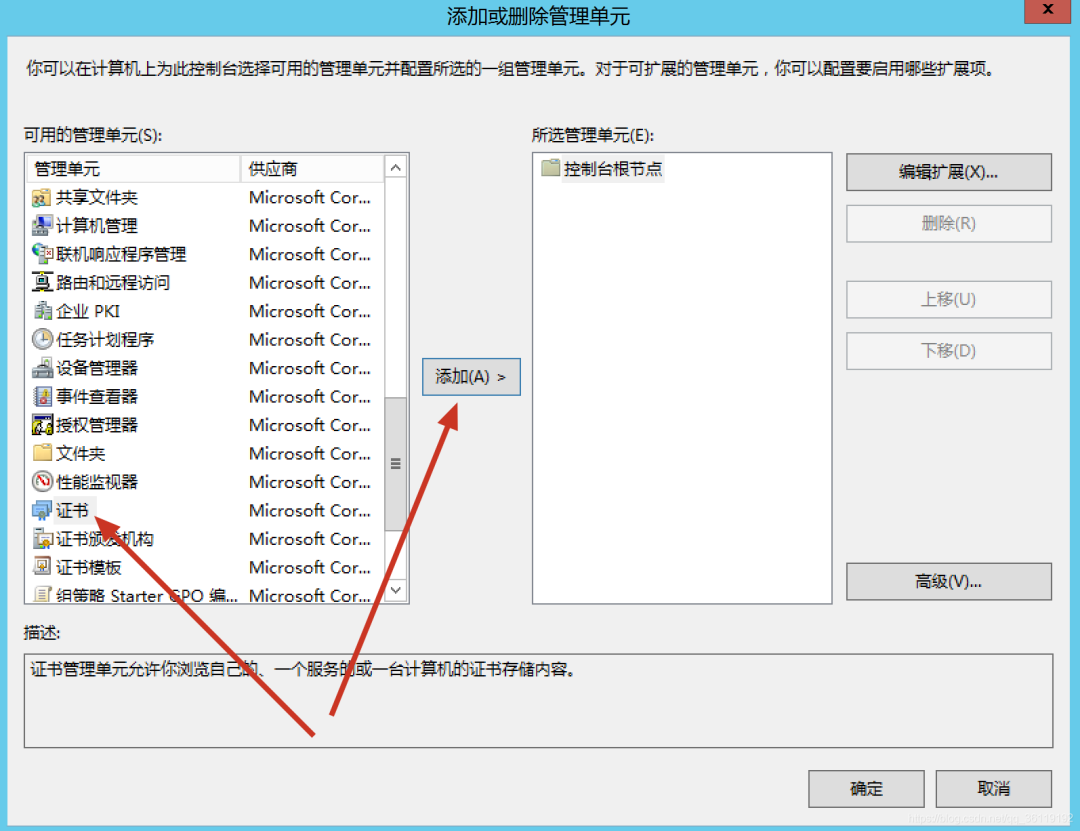 添加或删除管理单元
x
你可以在计算机上为此控制台选择可用的管理单元并配置所选的一组管理单元。对于可扩展的管理单元，你可以配置要启用哪些扩展项。
可用的管理单元(S):
管理单元 供应商
共享文件夹 Microsoft Cor...
计算机管理 Microsoft Cor...
联机响应程序管理 Microsoft Cor...
路由和远程访问 Microsoft Cor...
企业 PKI Microsoft Cor...
任务计划程序 Microsoft Cor...
设备管理器 Microsoft Cor...
事件查看器 Microsoft Cor...
授权管理器 Microsoft Cor...
文件夹 Microsoft Cor...
性能监视器 Microsoft Cor...
证书 Microsoft Cor...
证书颁发机构 Microsoft Cor...
证书模板 Microsoft Cor...
组策略 Starter GPO 编... Microsoft Cor...
添加(A) >
所选管理单元(E):
控制台根节点
编辑扩展(X)...
删除(R)
上移(U)
下移(D)
高级(V)...
描述:
证书管理单元允许你浏览自己的、一个服务的或一台计算机的证书存储内容。
确定
取消